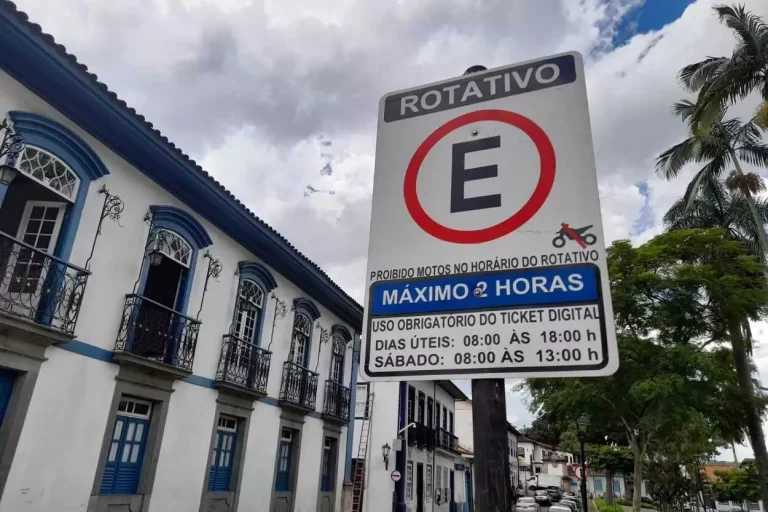 ROTATIVO
E
PROIBIDO MOTOS NO HORÁRIO DO ROTATIVO
MÁXIMO 2 HORAS
USO OBRIGATÓRIO DO TICKET DIGITAL
DIAS ÚTEIS: 08:00 ÀS 18:00 h
SÁBADO: 08:00 ÀS 13:00 h